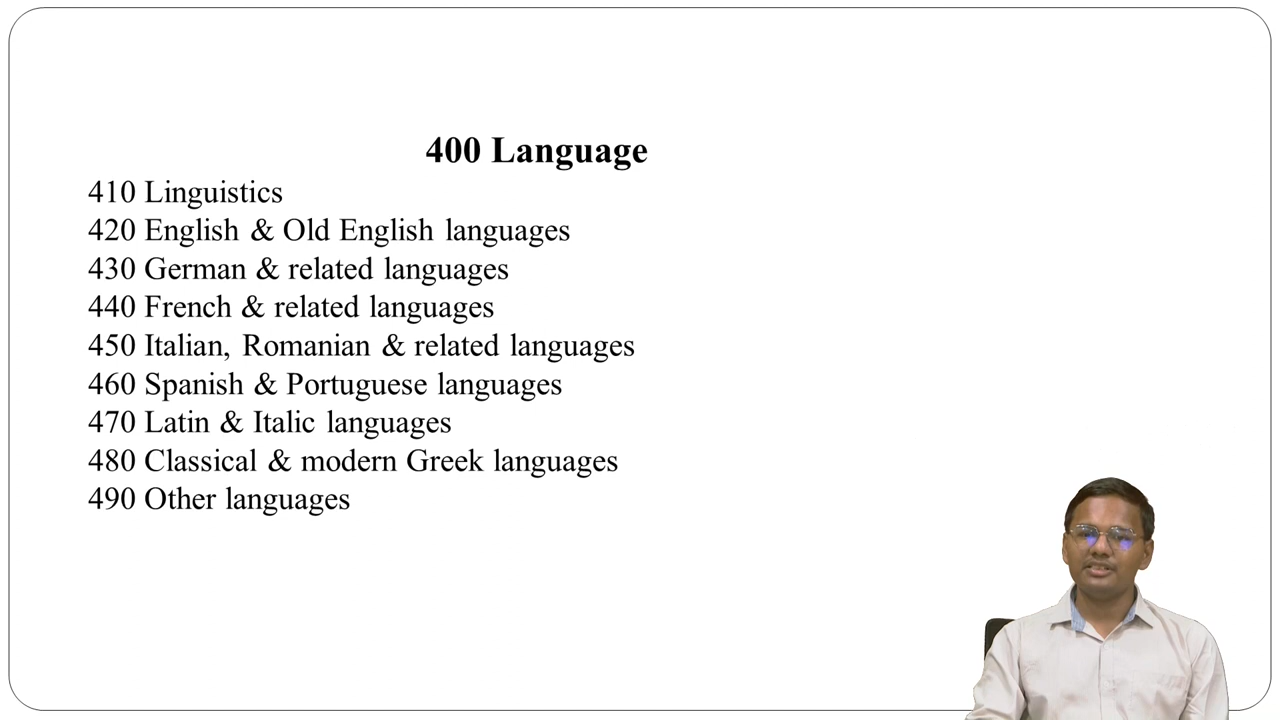 400 Language
410 Linguistics
420 English & Old English languages
430 German & related languages
440 French & related languages
450 Italian, Romanian & related languages
460 Spanish & Portuguese languages
470 Latin & Italic languages
480 Classical & modern Greek languages
490 Other languages